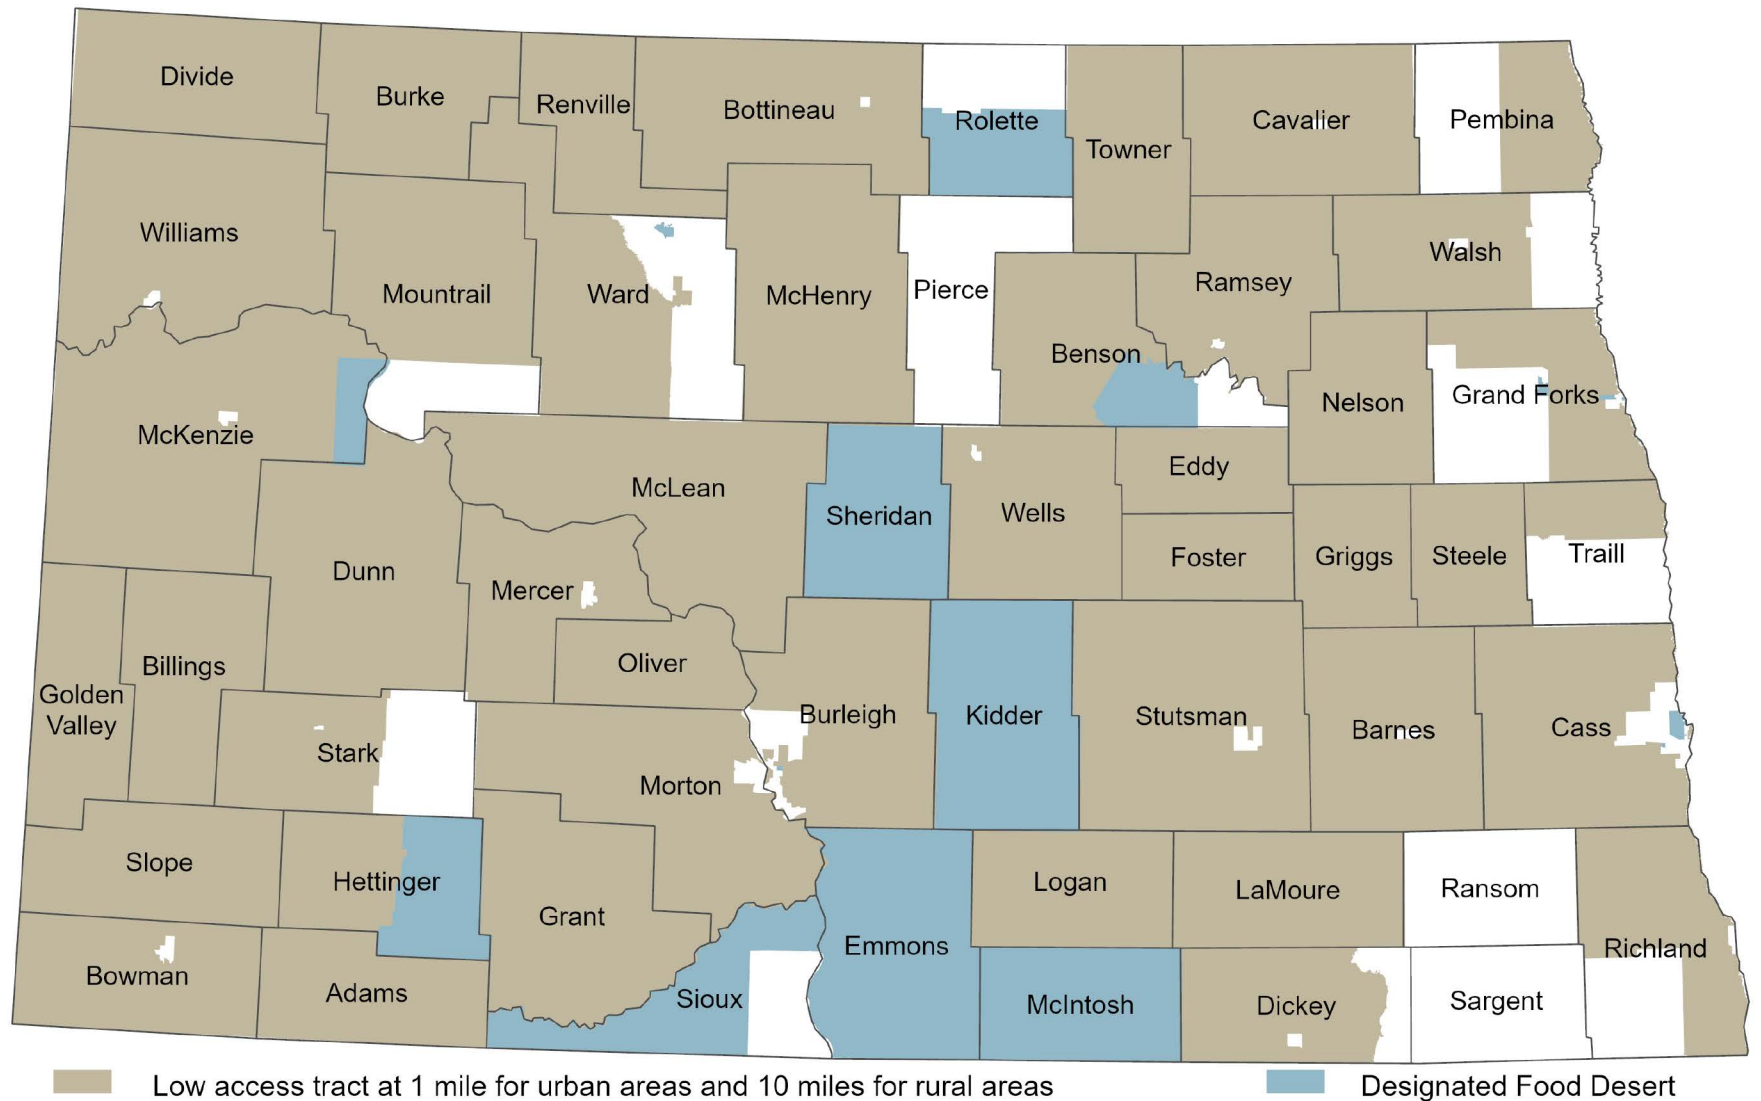 Divide
Burke
Renville
Bottineau
Rolette
Towner
Cavalier
Pembina
Williams
Mountrail
Ward
McHenry
Pierce
Benson
Ramsey
Walsh
McKenzie
McLean
Sheridan
Wells
Eddy
Foster
Nelson
Grand Forks
Griggs
Steele
Traill
Dunn
Mercer
Oliver
Golden
Valley
Billings
Stark
Morton
Burleigh
Kidder
Stutsman
Barnes
Cass
Slope
Hettinger
Grant
Emmons
Logan
LaMoure
Ransom
Richland
Bowman
Adams
Sioux
McIntosh
Dickey
Sargent
Low access tract at 1 mile for urban areas and 10 miles for rural areas
Designated Food Desert